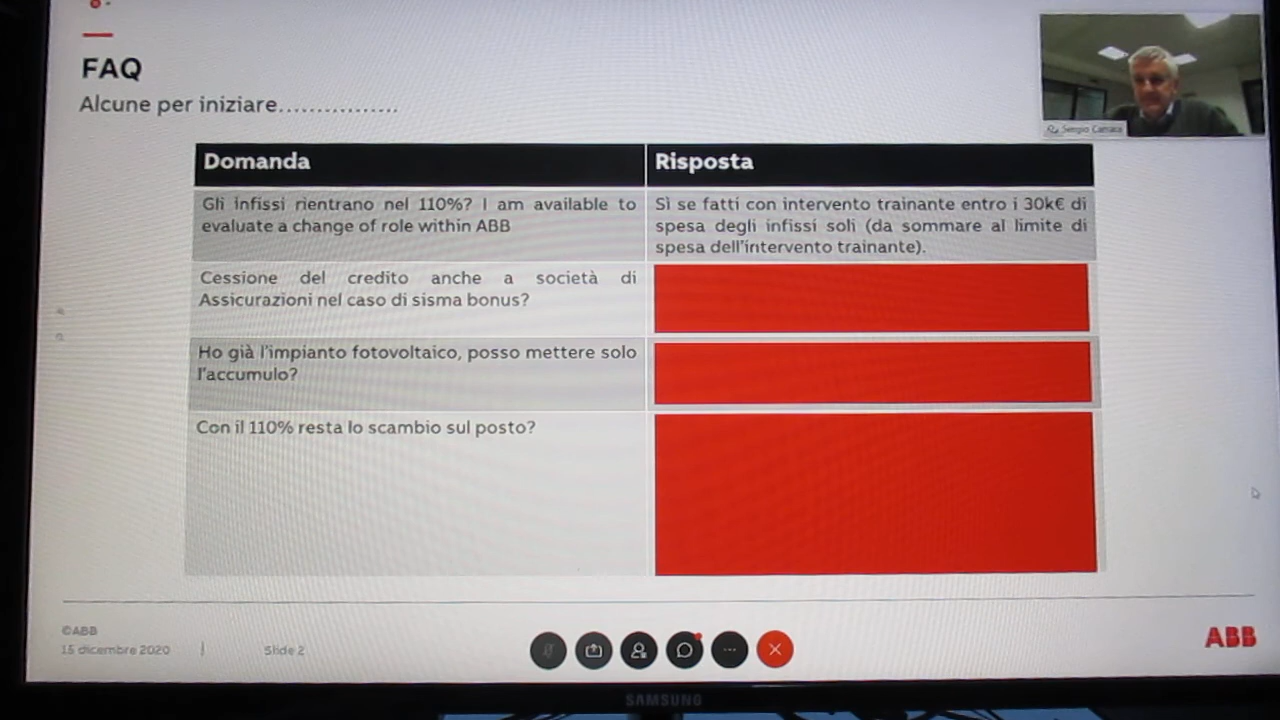 FAQ
Alcune per iniziare................
Sergio Carrara
Domanda
Risposta
Gli infissi rientrano nel 110%? I am available to
evaluate a change of role within ABB
Sì se fatti con intervento trainante entro i 30k€ di
spesa degli infissi soli (da sommare al limite di
spesa dell'intervento trainante).
Cessione del credito anche a società di
Assicurazioni nel caso di sisma bonus?
Ho già l'impianto fotovoltaico, posso mettere solo
l'accumulo?
Con il 110% resta lo scambio sul posto?
©ABB
15 dicembre 2020
Slide 2
ABB
SAMSUNG